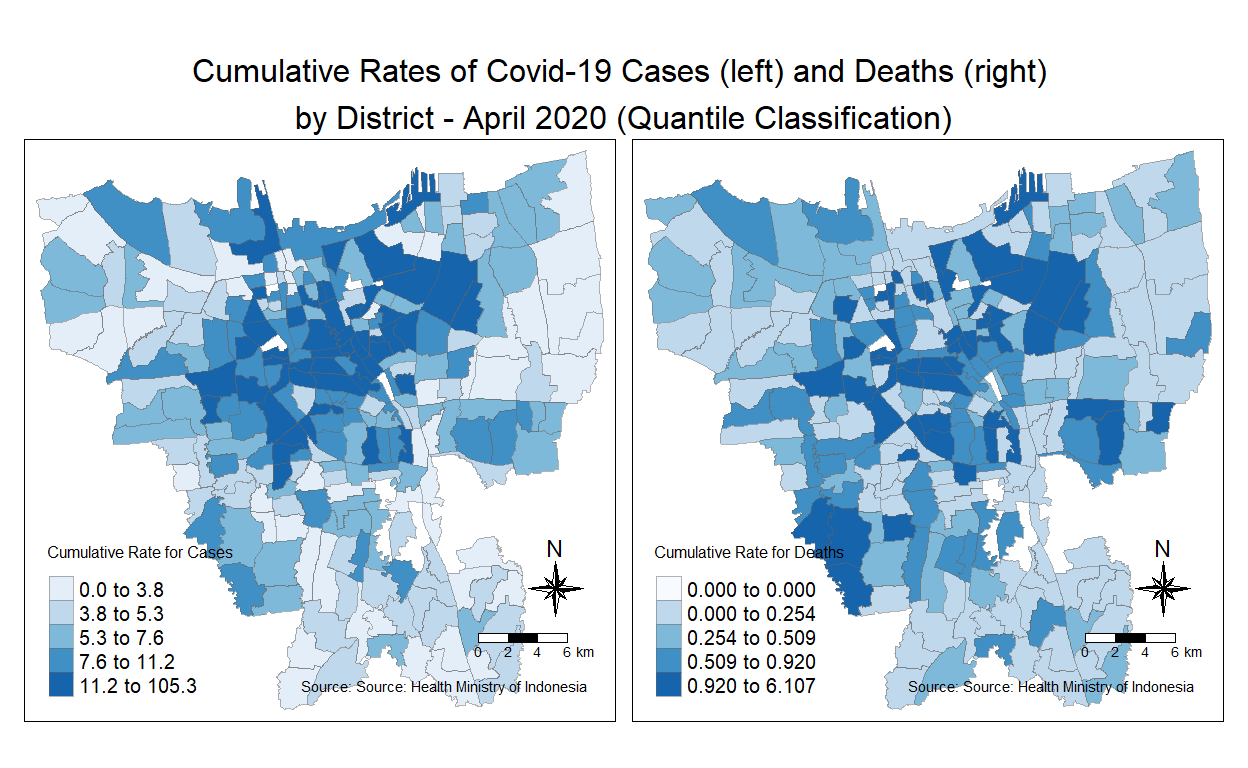 Cumulative Rates of Covid-19 Cases (left) and Deaths (right)
by District - April 2020 (Quantile Classification)
Cumulative Rate for Cases
0.0 to 3.8
3.8 to 5.3
5.3 to 7.6
7.6 to 11.2
11.2 to 105.3
N
0 2 4 6 km
Source: Source: Health Ministry of Indonesia
Cumulative Rate for Deaths
0.000 to 0.000
0.000 to 0.254
0.254 to 0.509
0.509 to 0.920
0.920 to 6.107
N
0 2 4 6 km
Source: Source: Health Ministry of Indonesia